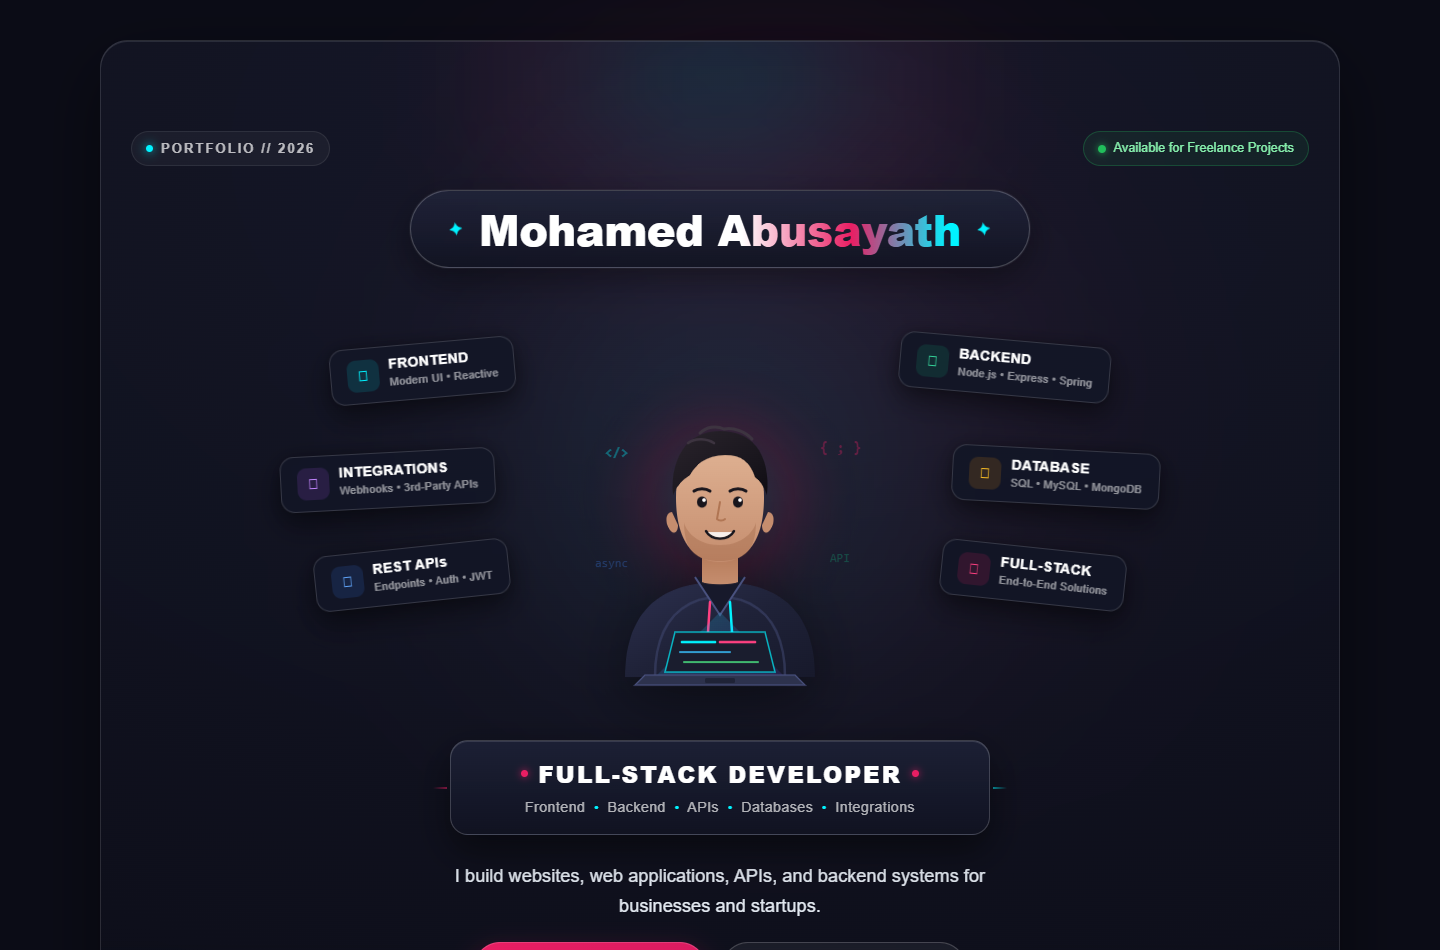 PORTFOLIO // 2026
Available for Freelance Projects
✦ Mohamed Abusayath ✦
FRONTEND
Modern UI • Reactive
BACKEND
Node.js • Express • Spring
</>
{ ; }
INTEGRATIONS
Webhooks • 3rd-Party APIs
DATABASE
SQL • MySQL • MongoDB
REST APIs
Endpoints • Auth • JWT
async
API
FULL-STACK
End-to-End Solutions
• FULL-STACK DEVELOPER •
Frontend • Backend • APIs • Databases • Integrations
I build websites, web applications, APIs, and backend systems for
businesses and startups.